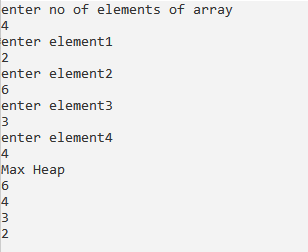 enter no of elements of array
4
enter element1
2
enter element2
6
enter element3
3
enter element4
4
Max Heap
6
4
3
2